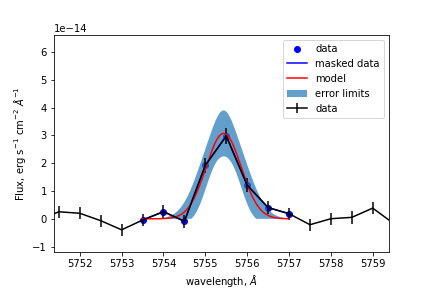 1e−14
6
5
4
3
2
1
0
−1
Flux, erg s⁻¹ cm⁻² Å⁻¹
data
masked data
model
error limits
data
5752 5753 5754 5755 5756 5757 5758 5759
wavelength, Å